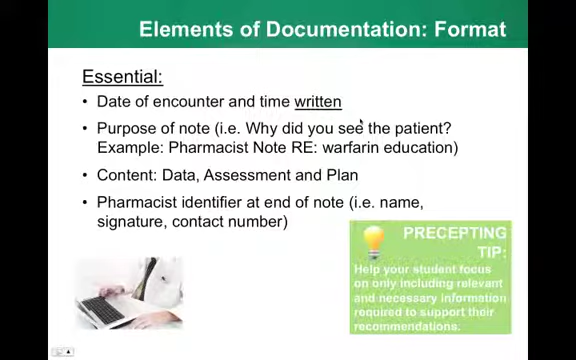 Elements of Documentation: Format
Essential:
• Date of encounter and time written
• Purpose of note (i.e. Why did you see the patient?
Example: Pharmacist Note RE: warfarin education)
• Content: Data, Assessment and Plan
• Pharmacist identifier at end of note (i.e. name,
signature, contact number)
PRECEPTING
TIP:
Help your student focus
on only including relevant
and necessary information
required to support their
recommendations.